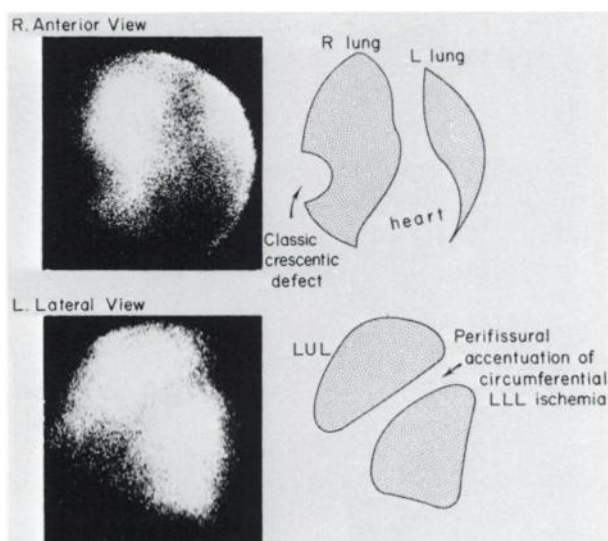 R. Anterior View
R lung
L lung
heart
Classic
crescentic
defect
L. Lateral View
LUL
Perifissural
accentuation of
circumferential
LLL ischemia